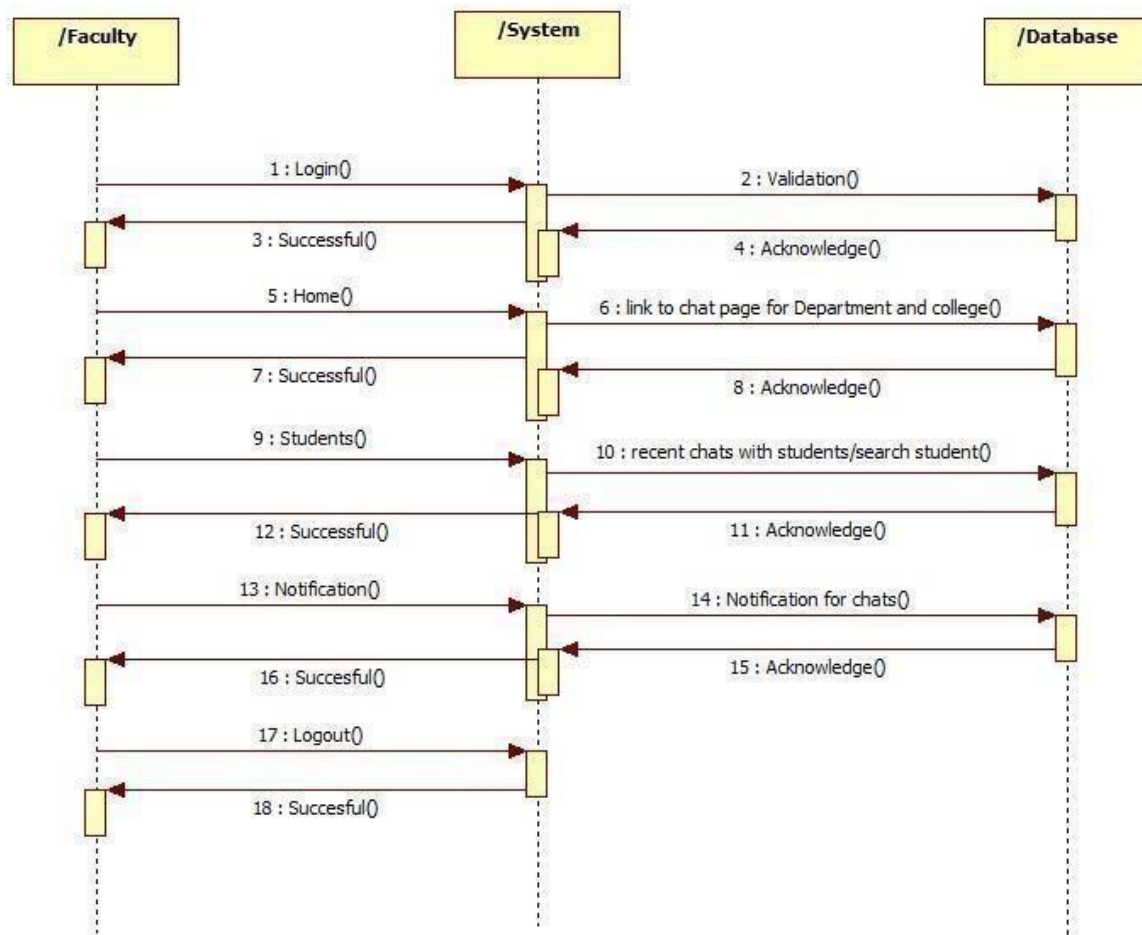 /Faculty
/System
/Database
1 : Login()
2 : Validation()
3 : Successful()
4 : Acknowledge()
5 : Home()
6 : link to chat page for Department and college()
7 : Successful()
8 : Acknowledge()
9 : Students()
10 : recent chats with students/search student()
12 : Successful()
11 : Acknowledge()
13 : Notification()
14 : Notification for chats()
16 : Succesful()
15 : Acknowledge()
17 : Logout()
18 : Succesful()